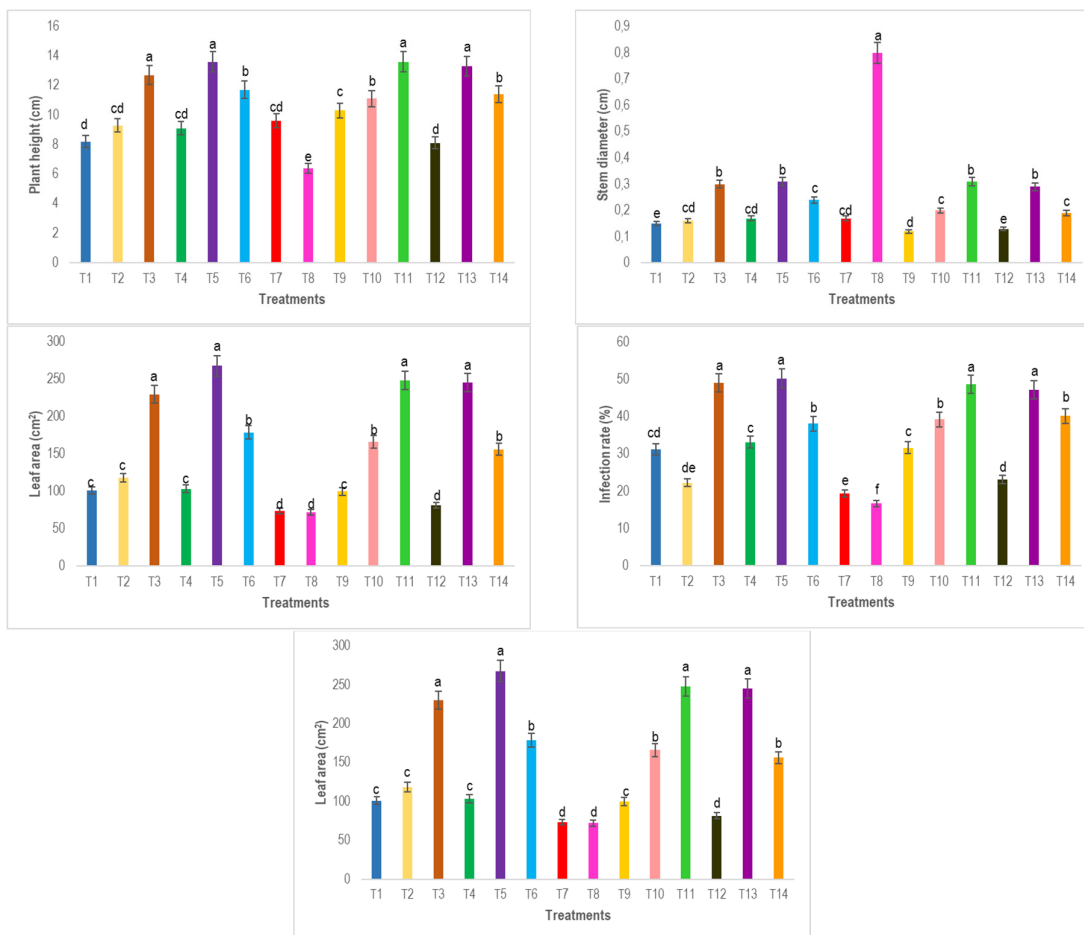 Plant height (cm)
16
14
12
10
8
6
4
2
0
d
cd
a
cd
a
b
cd
e
c
b
a
d
a
b
T1 T2 T3 T4 T5 T6 T7 T8 T9 T10 T11 T12 T13 T14
Treatments
Stem diameter (cm)
0,9
0,8
0,7
0,6
0,5
0,4
0,3
0,2
0,1
0
e
cd
b
cd
b
c
cd
a
d
c
b
e
b
c
T1 T2 T3 T4 T5 T6 T7 T8 T9 T10 T11 T12 T13 T14
Treatments
Leaf area (cm²)
300
250
200
150
100
50
0
c
c
a
c
a
b
d
d
c
b
a
d
a
b
T1 T2 T3 T4 T5 T6 T7 T8 T9 T10 T11 T12 T13 T14
Treatments
Infection rate (%)
60
50
40
30
20
10
0
cd
de
a
c
a
b
e
f
c
b
a
d
a
b
T1 T2 T3 T4 T5 T6 T7 T8 T9 T10 T11 T12 T13 T14
Treatments
Leaf area (cm²)
300
250
200
150
100
50
0
c
c
a
c
a
b
d
d
c
b
a
d
a
b
T1 T2 T3 T4 T5 T6 T7 T8 T9 T10 T11 T12 T13 T14
Treatments